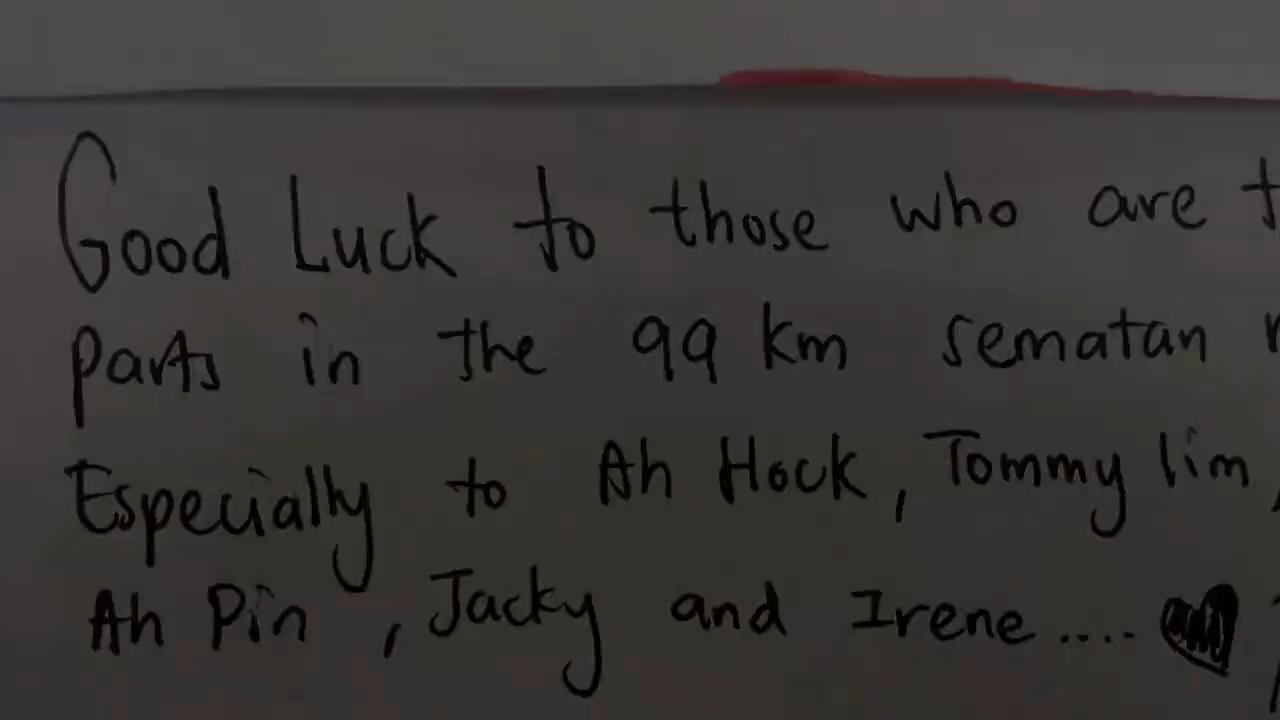 Good Luck to those who are
parts in the 99 km sematan
Especially to Ah Hock, Tommy lim,
Ah Pin, Jacky and Irene....